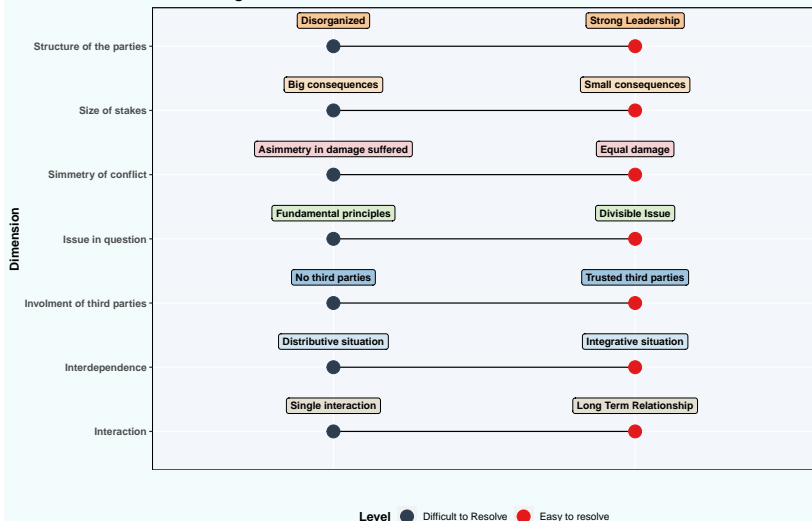 Disorganized Strong Leadership
Structure of the parties
Big consequences Small consequences
Size of stakes
Asimmetry in damage suffered Equal damage
Simmetry of conflict
Fundamental principles Divisible Issue
Issue in question
No third parties Trusted third parties
Involment of third parties
Distributive situation Integrative situation
Interdependence
Single interaction Long Term Relationship
Interaction
Dimension
Level Difficult to Resolve Easy to resolve